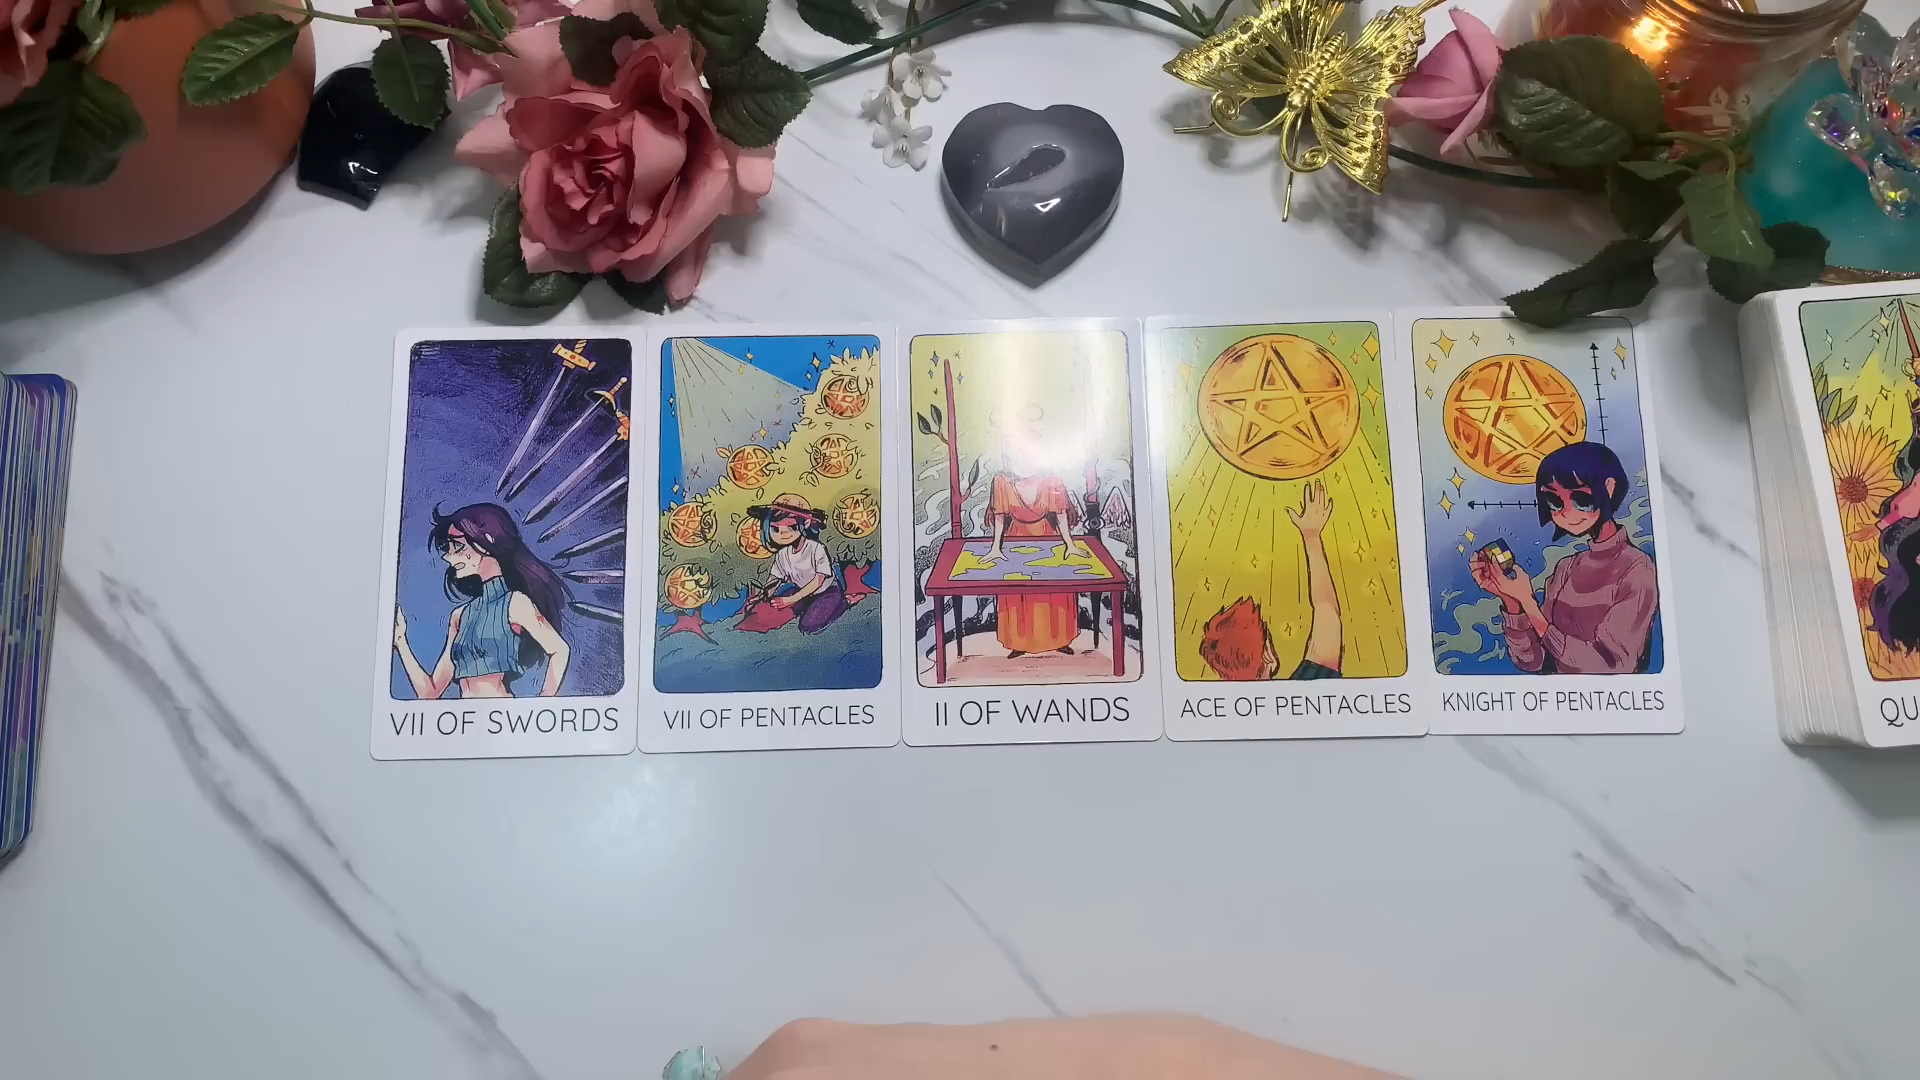 VII OF SWORDS
VII OF PENTACLES
II OF WANDS
ACE OF PENTACLES
KNIGHT OF PENTACLES
QU